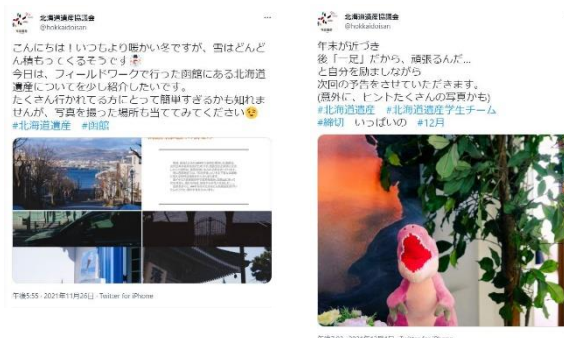 北海道遺産協議会
@hokkaidoisan
こんにちは！いつもより暖かい冬ですが、雪はどんど
ん積もってくるそうです⛄
今日は、フィールドワークで行った函館にある北海道
遺産についてを少し紹介したいです。
たくさん行かれてる方にとって簡単すぎるかも知れま
せんが、写真を撮った場所も当ててみてください😉
#北海道遺産 #函館
午後5:55 · 2021年11月26日 · Twitter for iPhone
北海道遺産協議会
@hokkaidoisan
年末が近づき
後「一足」だから、頑張るんだ…
と自分を励ましながら
次回の予告をさせていただきます。
(意外に、ヒントたくさんの写真かも)
#北海道遺産 #北海道遺産学生チーム
#締切 いっぱいの #12月